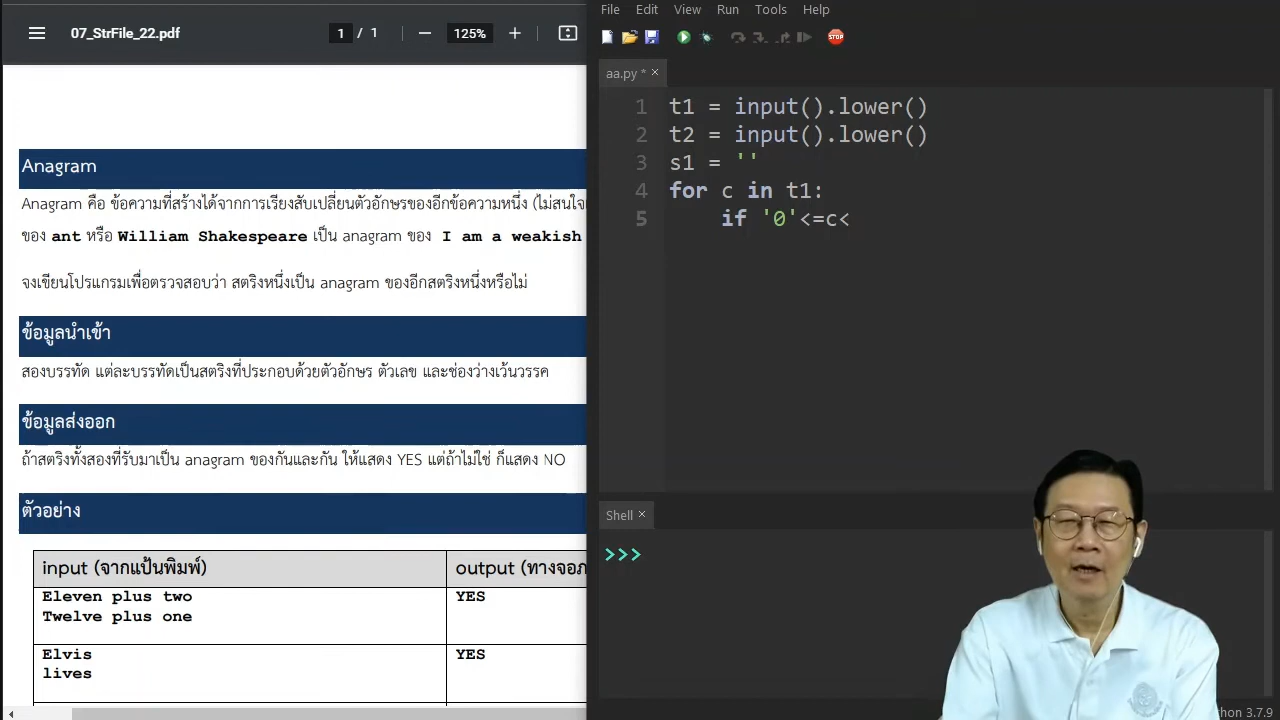 07_StrFile_22.pdf
1 / 1
125%
Anagram
Anagram คือ ข้อความที่สร้างได้จากการเรียงสับเปลี่ยนตัวอักษรของอีกข้อความหนึ่ง (ไม่สนใจ
ของ ant หรือ William Shakespeare เป็น anagram ของ I am a weakish
จงเขียนโปรแกรมเพื่อตรวจสอบว่า สตริงหนึ่งเป็น anagram ของอีกสตริงหนึ่งหรือไม่
ข้อมูลนำเข้า
สองบรรทัด แต่ละบรรทัดเป็นสตริงที่ประกอบด้วยตัวอักษร ตัวเลข และช่องว่างเว้นวรรค
ข้อมูลส่งออก
ถ้าสตริงทั้งสองที่รับมาเป็น anagram ของกันและกัน ให้แสดง YES แต่ถ้าไม่ใช่ ก็แสดง NO
ตัวอย่าง
input (จากแป้นพิมพ์) output (ทางจอภ
Eleven plus two YES
Twelve plus one
Elvis YES
lives
File Edit View Run Tools Help
STOP
aa.py * ×
1 t1 = input().lower()
2 t2 = input().lower()
3 s1 = ''
4 for c in t1:
5 if '0'<=c<
Shell ×
>>>
thon 3.7.9